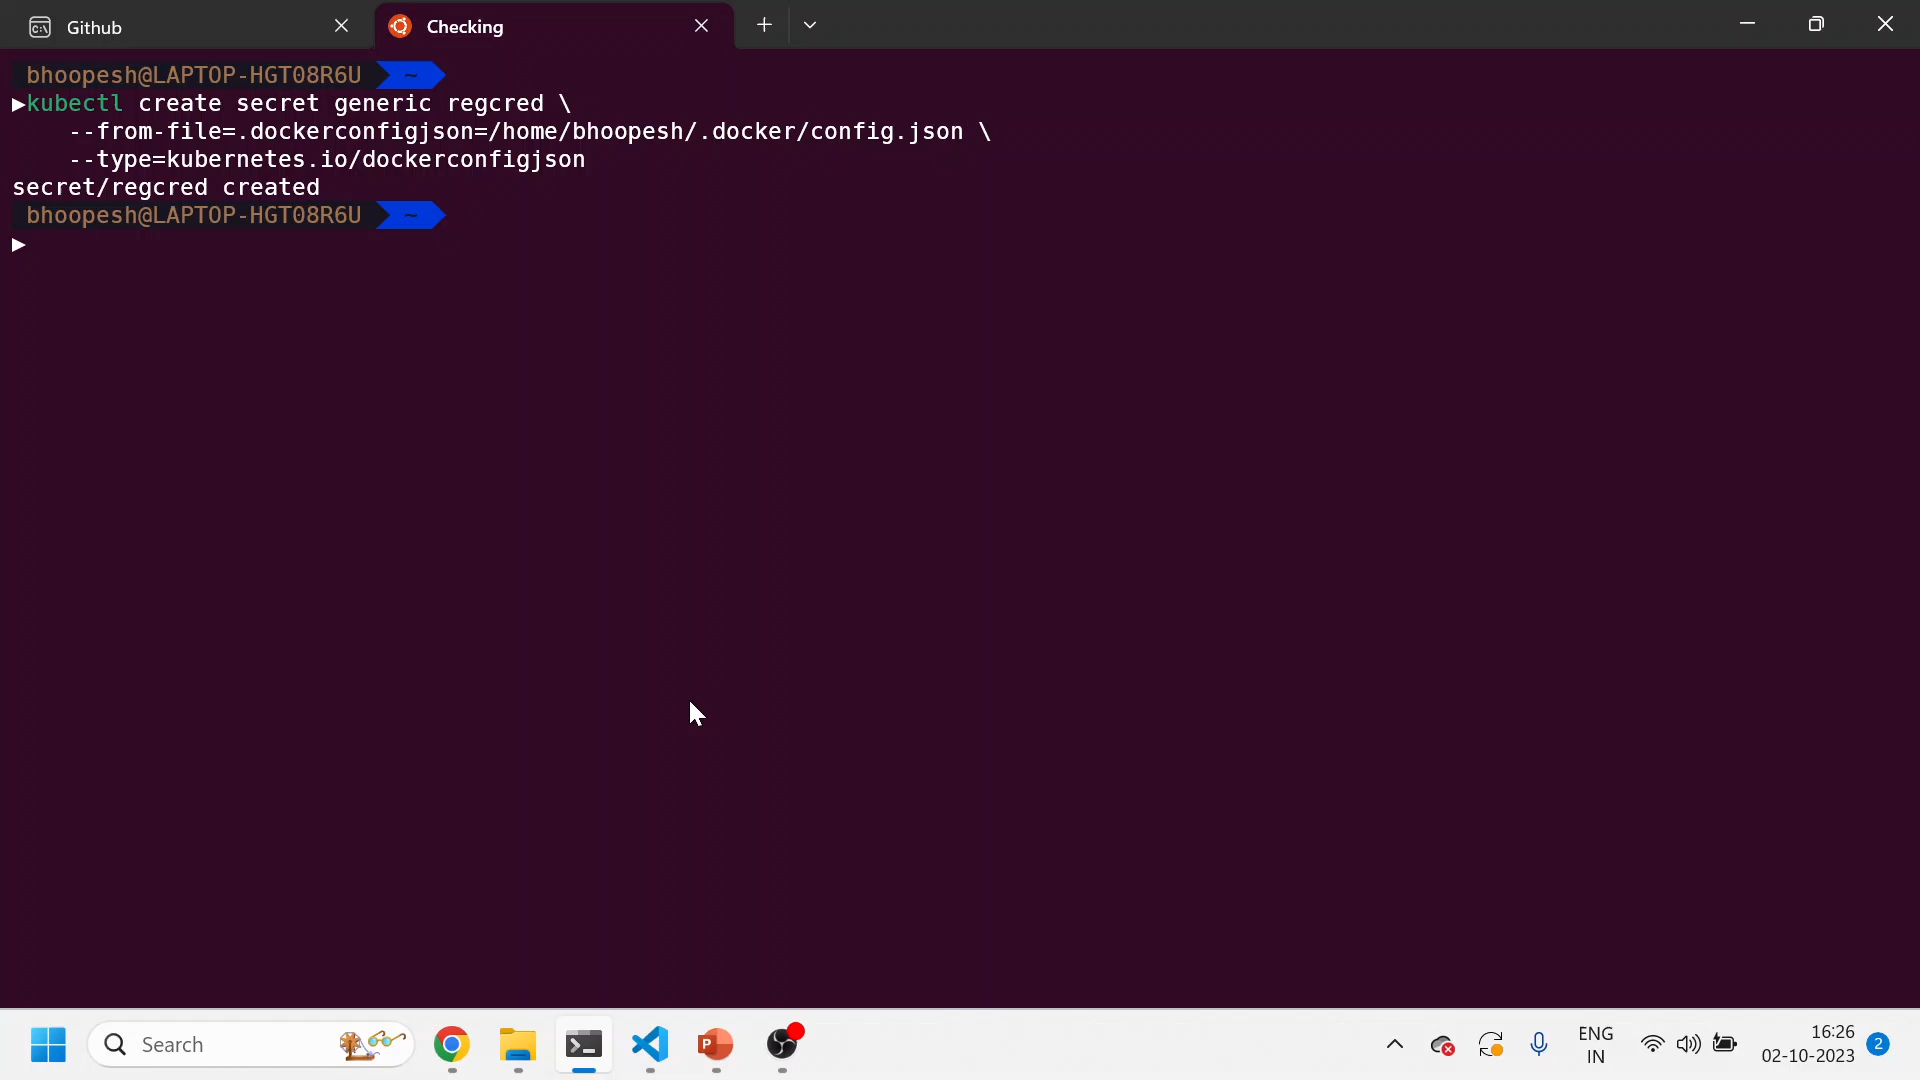 Github
Checking
bhoopesh@LAPTOP-HGT08R6U ~
▶kubectl create secret generic regcred \
    --from-file=.dockerconfigjson=/home/bhoopesh/.docker/config.json \
    --type=kubernetes.io/dockerconfigjson
secret/regcred created
bhoopesh@LAPTOP-HGT08R6U ~
▶
Search
ENG
IN
16:26
02-10-2023
2